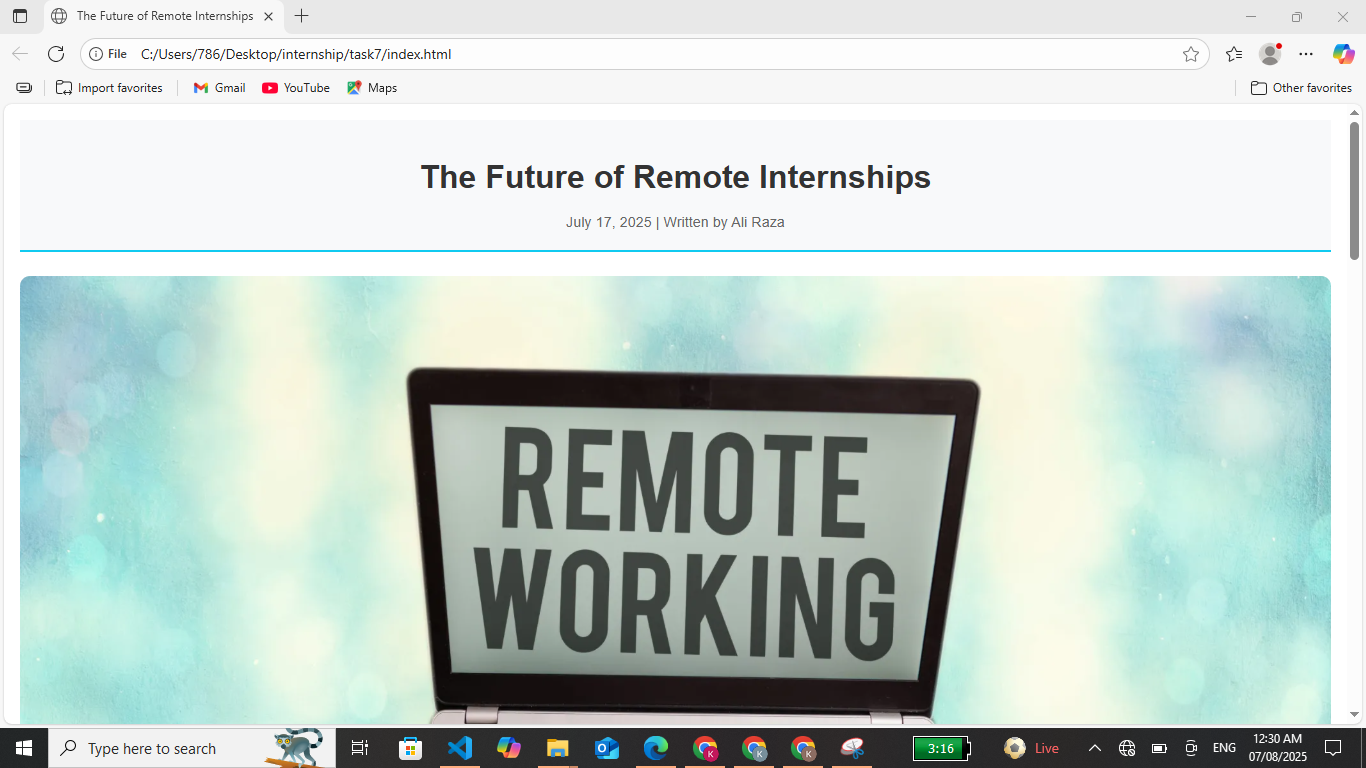 The Future of Remote Internships
File C:/Users/786/Desktop/internship/task7/index.html
Import favorites Gmail YouTube Maps Other favorites
The Future of Remote Internships
July 17, 2025 | Written by Ali Raza
REMOTE
WORKING
Type here to search
3:16
Live
ENG
12:30 AM
07/08/2025